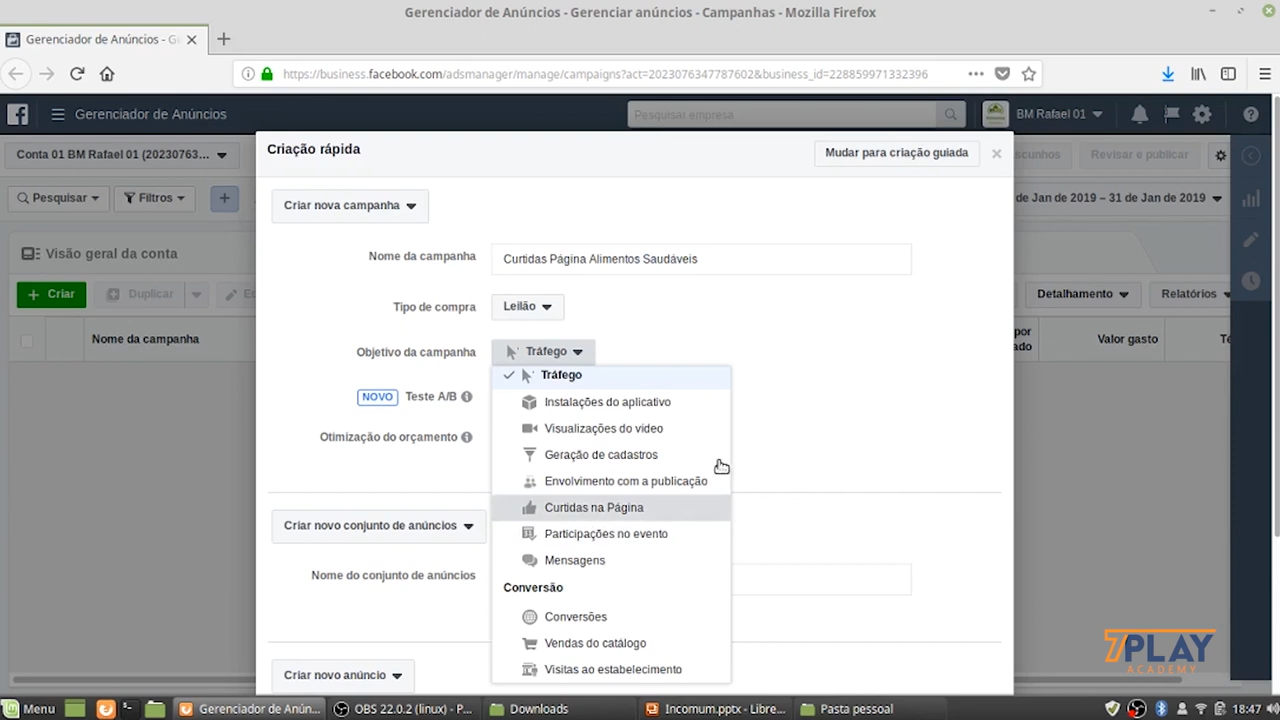 Gerenciador de Anúncios - Gerenciar anúncios - Campanhas - Mozilla Firefox
Gerenciador de Anúncios - G
https://business.facebook.com/adsmanager/manage/campaigns?act=2023076347787602&business_id=228859971332396
Gerenciador de Anúncios
Pesquisar empresa
BM Rafael 01
Criação rápida
Mudar para criação guiada
Conta 01 BM Rafael 01 (20230763...
scunhos
Revisar e publicar
Pesquisar
Filtros
Criar nova campanha
de Jan de 2019 – 31 de Jan de 2019
Visão geral da conta
Nome da campanha
Curtidas Página Alimentos Saudáveis
Criar
Duplicar
Tipo de compra
Leilão
Detalhamento
Relatórios
Nome da campanha
por
ado
Valor gasto
Objetivo da campanha
Tráfego
Tráfego
NOVO Teste A/B
Instalações do aplicativo
Visualizações do vídeo
Otimização do orçamento
Geração de cadastros
Envolvimento com a publicação
Curtidas na Página
Criar novo conjunto de anúncios
Participações no evento
Mensagens
Nome do conjunto de anúncios
Conversão
Conversões
Vendas do catálogo
Visitas ao estabelecimento
Criar novo anúncio
7PLAY
ACADEMY
Menu
Gerenciador de Anún...
OBS 22.0.2 (linux) - P...
Downloads
Incomum.pptx - Libre...
Pasta pessoal
18:47